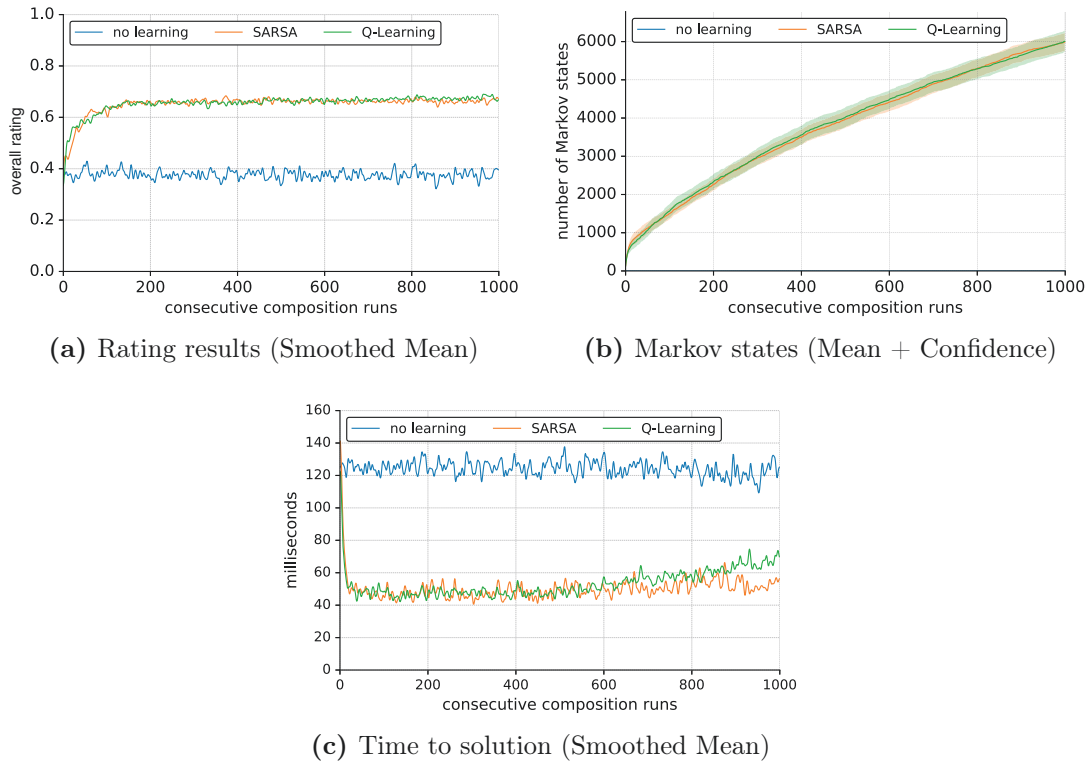 no learning SARSA Q-Learning
1.0
0.8
0.6
0.4
0.2
0.0
overall rating
0 200 400 600 800 1000
consecutive composition runs
(a) Rating results (Smoothed Mean)
no learning SARSA Q-Learning
6000
5000
4000
3000
2000
1000
0
number of Markov states
0 200 400 600 800 1000
consecutive composition runs
(b) Markov states (Mean + Confidence)
no learning SARSA Q-Learning
160
140
120
100
80
60
40
20
0
milliseconds
0 200 400 600 800 1000
consecutive composition runs
(c) Time to solution (Smoothed Mean)